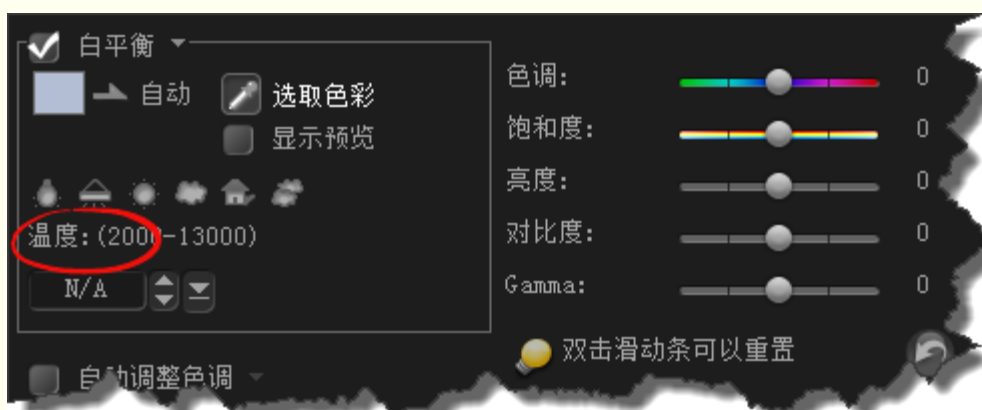 白平衡
自动
选取色彩
显示预览
温度:(2000-13000)
N/A
自动调整色调
色调: 0
饱和度: 0
亮度: 0
对比度: 0
Gamma: 0
双击滑动条可以重置